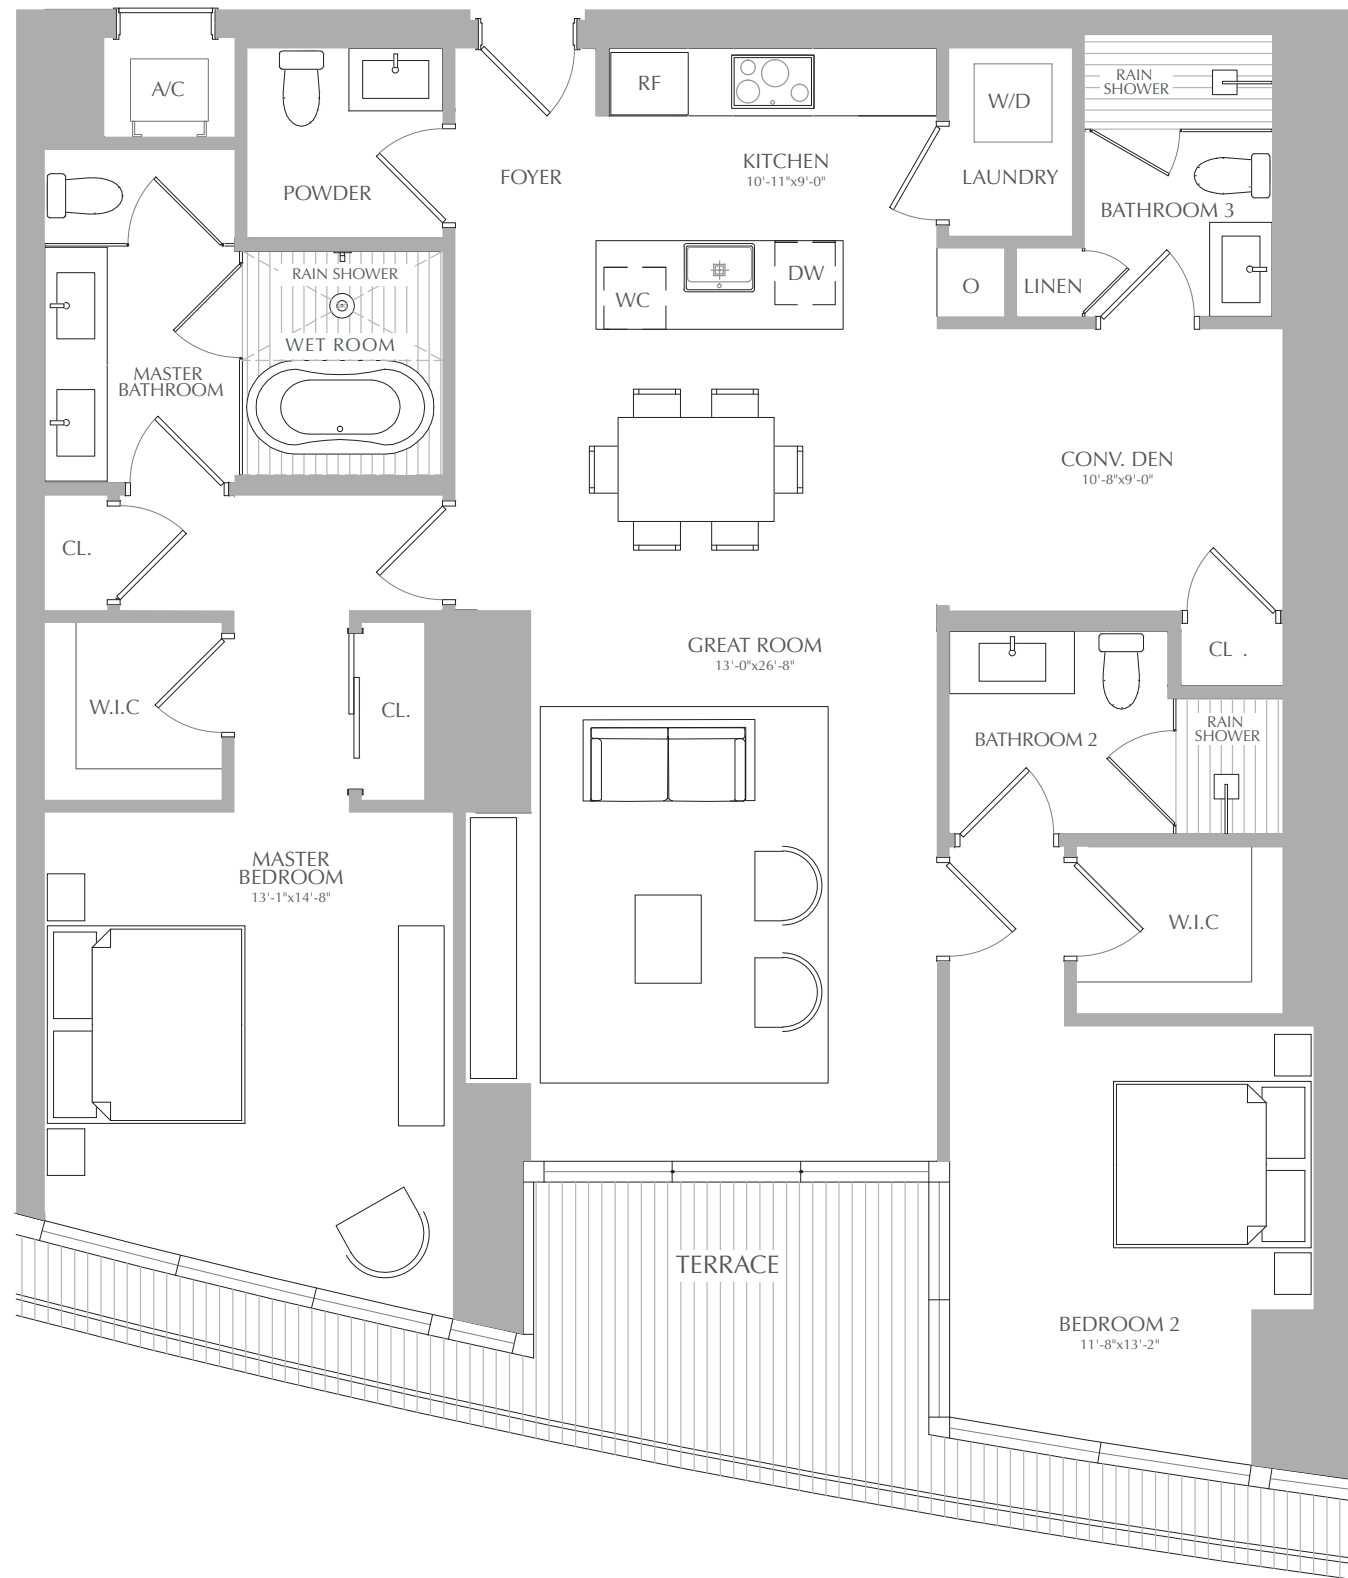 A/C
RF
W/D
RAIN
SHOWER
POWDER
FOYER
KITCHEN
10'-11"x9'-0"
LAUNDRY
BATHROOM 3
RAIN SHOWER
WET ROOM
WC
DW
O
LINEN
MASTER
BATHROOM
CONV. DEN
10'-8"x9'-0"
CL.
GREAT ROOM
13'-0"x26'-8"
CL .
W.I.C
CL.
BATHROOM 2
RAIN
SHOWER
MASTER
BEDROOM
13'-1"x14'-8"
W.I.C
TERRACE
BEDROOM 2
11'-8"x13'-2"